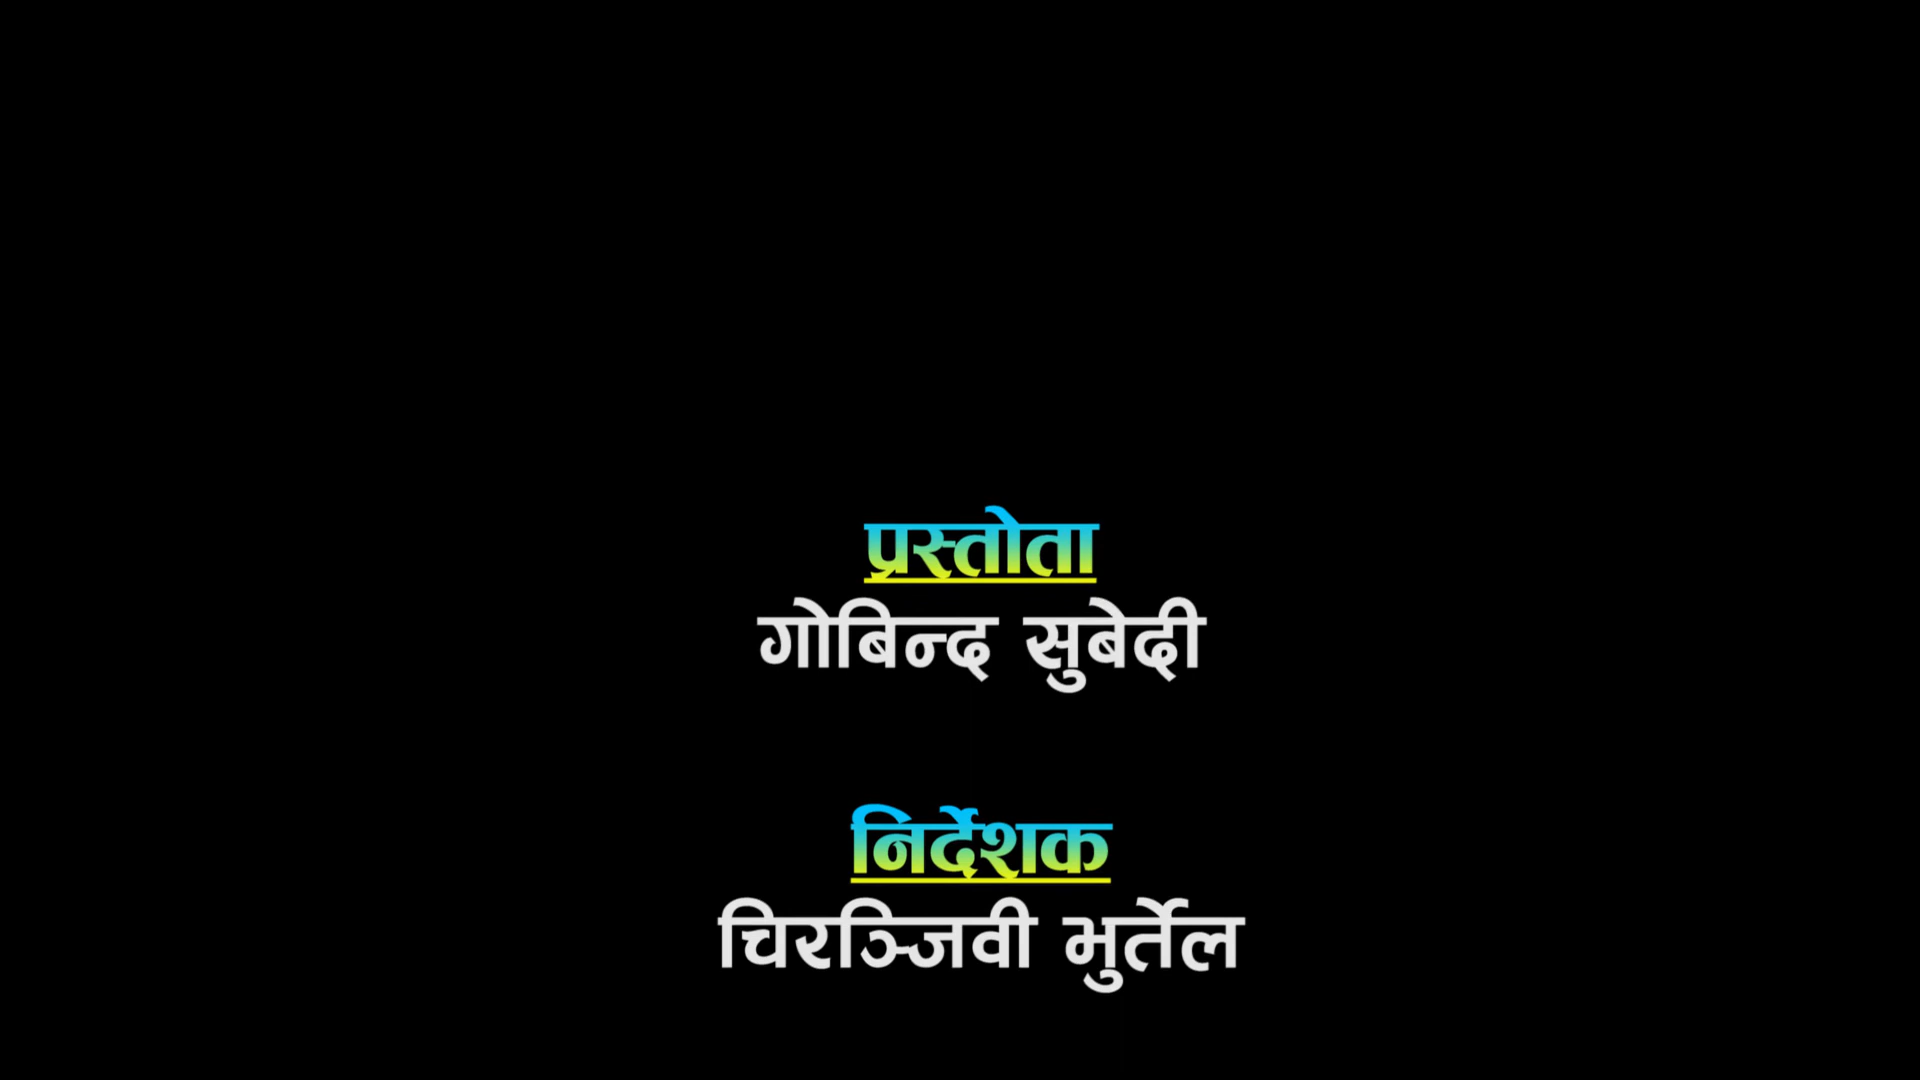 प्रस्तोता
गोबिन्द सुबेदी
निर्देशक
चिरञ्जिवी भुर्तेल